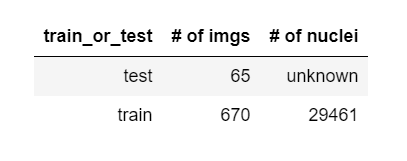 train_or_test # of imgs # of nuclei
test 65 unknown
train 670 29461